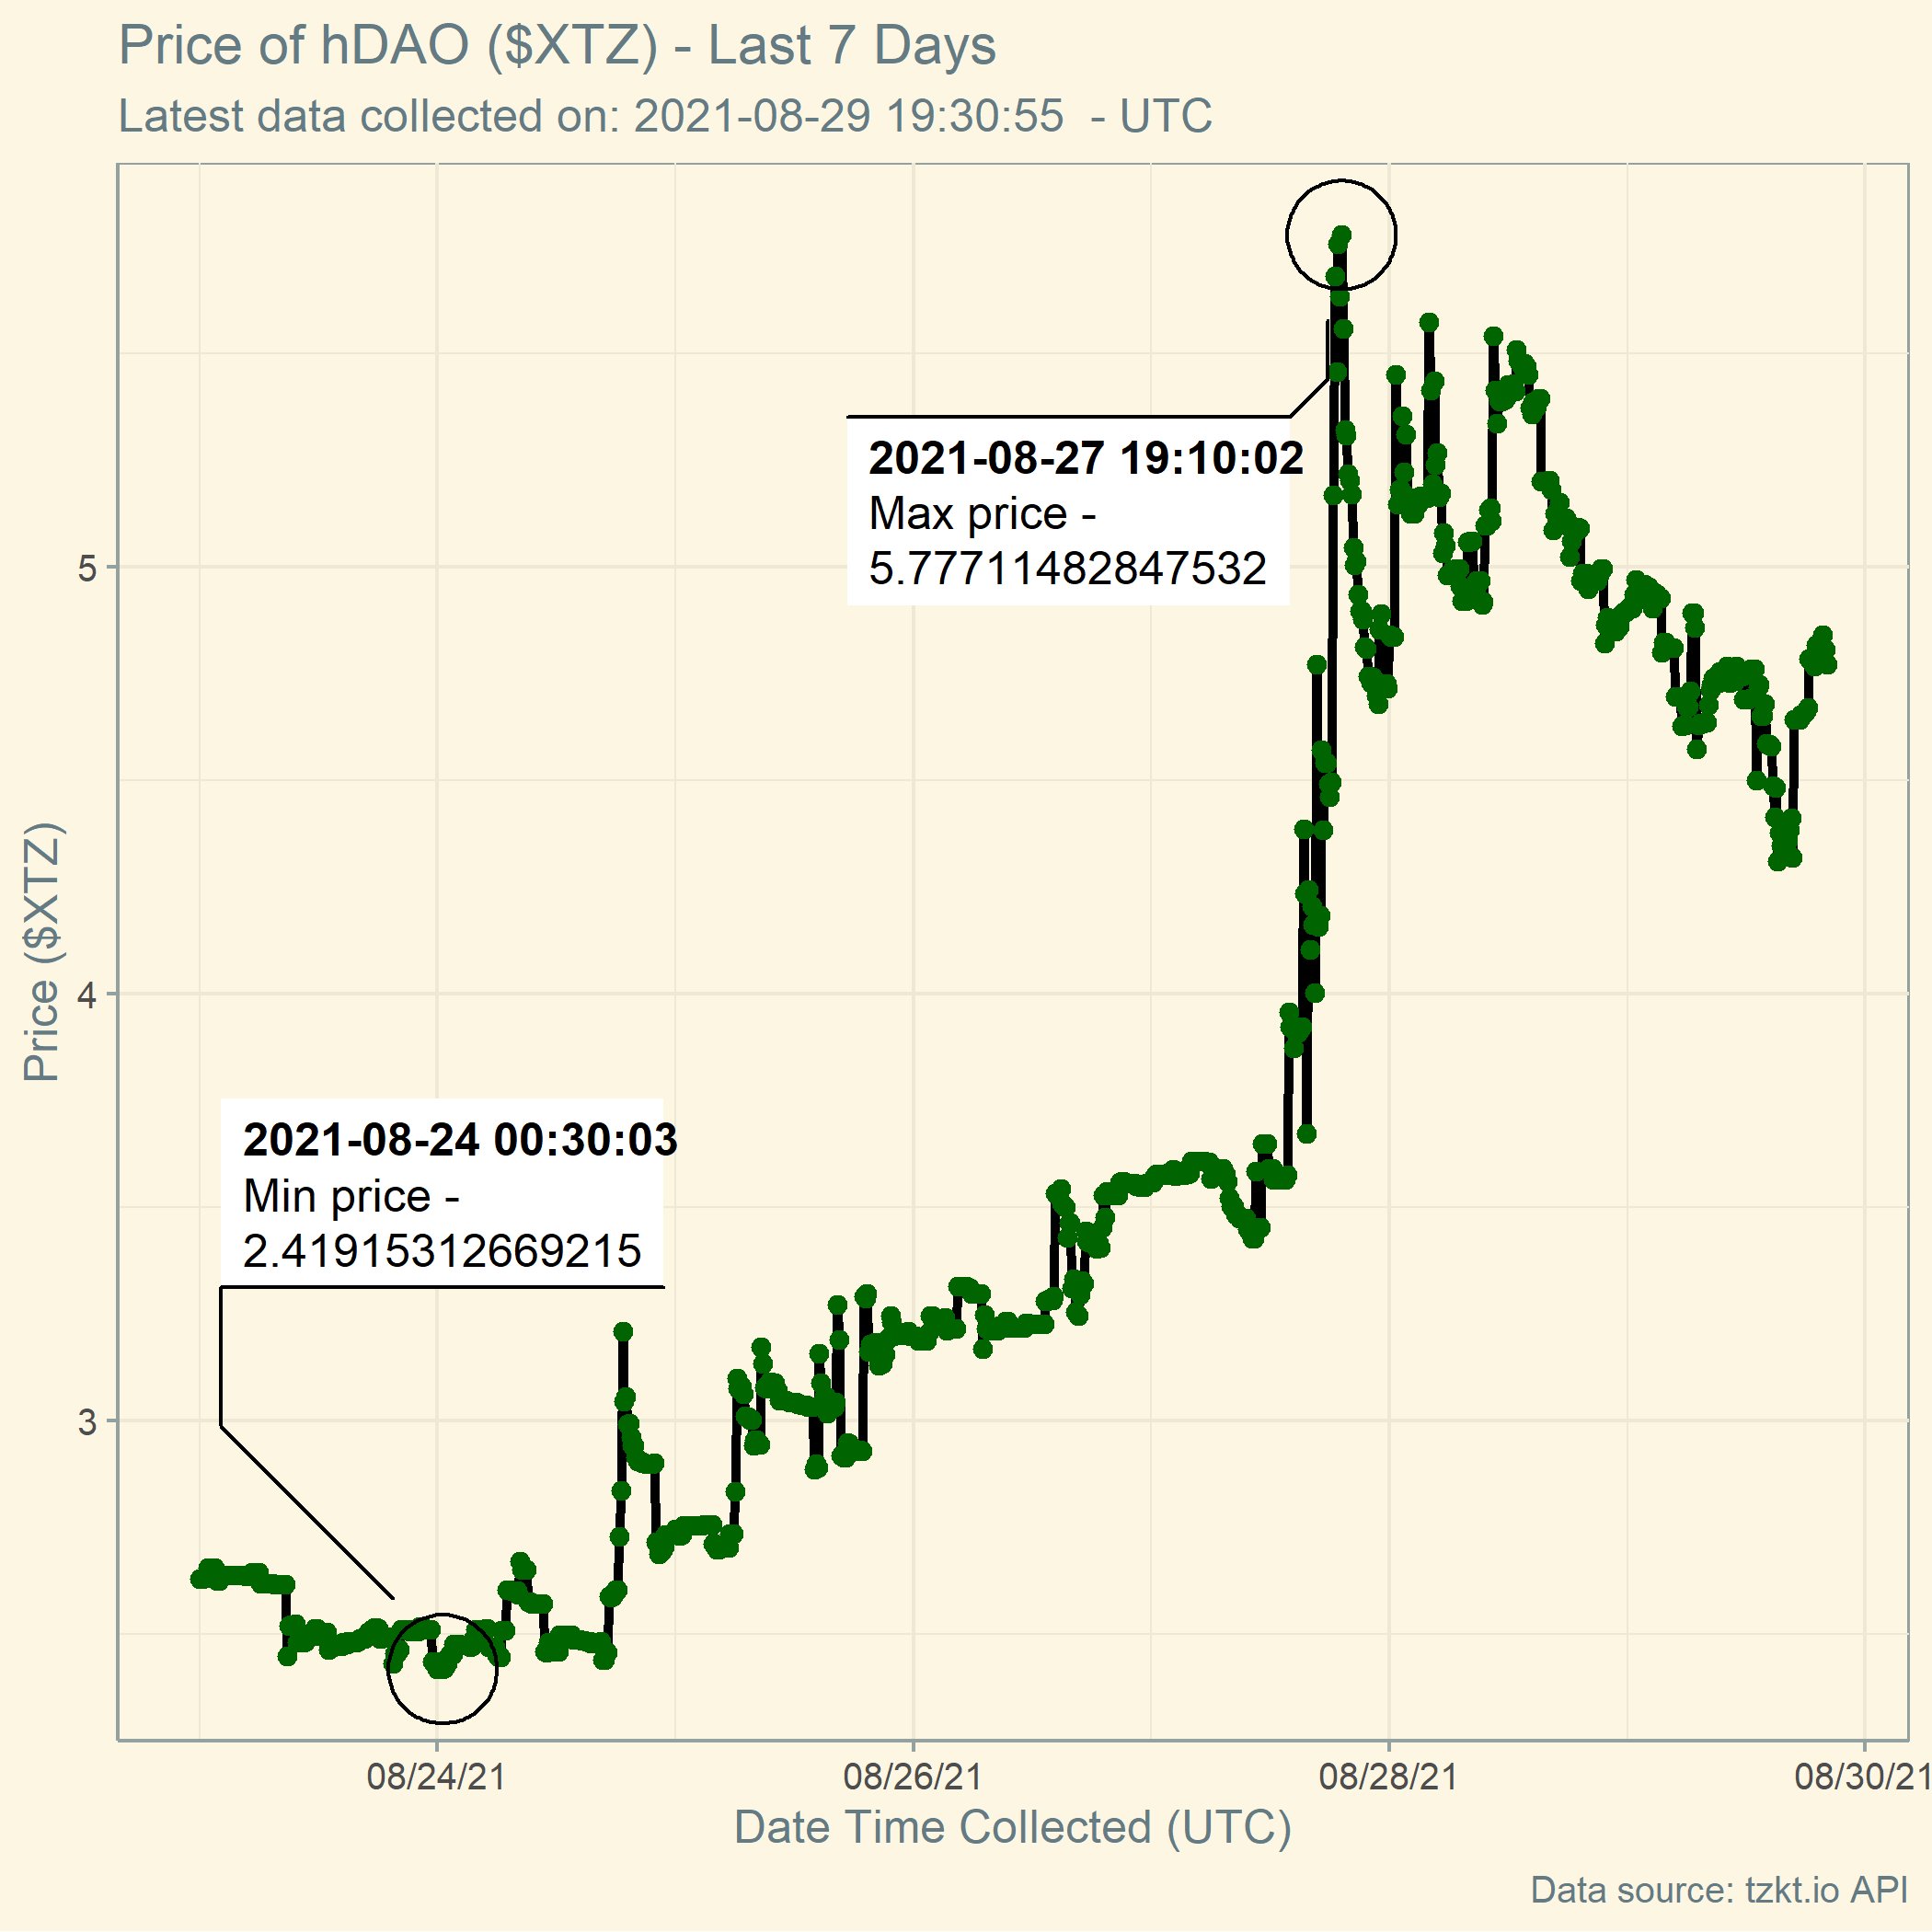 Price of hDAO ($XTZ) - Last 7 Days
Latest data collected on: 2021-08-29 19:30:55  - UTC
Price ($XTZ)
5
4
3
2021-08-27 19:10:02
Max price -
5.77711482847532
2021-08-24 00:30:03
Min price -
2.41915312669215
08/24/21
08/26/21
08/28/21
08/30/21
Date Time Collected (UTC)
Data source: tzkt.io API